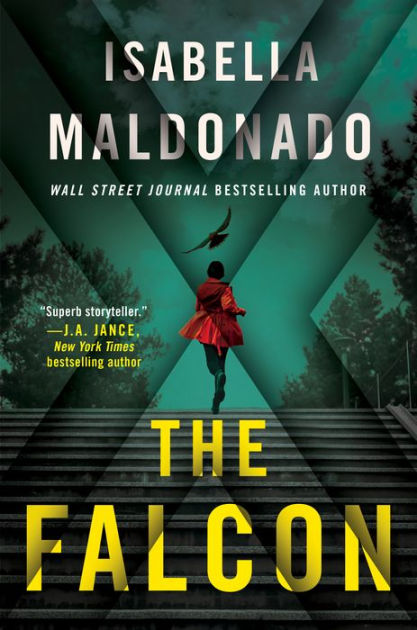 ISABELLA
MALDONADO
WALL STREET JOURNAL BESTSELLING AUTHOR
“Superb storyteller.”
—J.A. JANCE,
New York Times
bestselling author
THE
FALCON